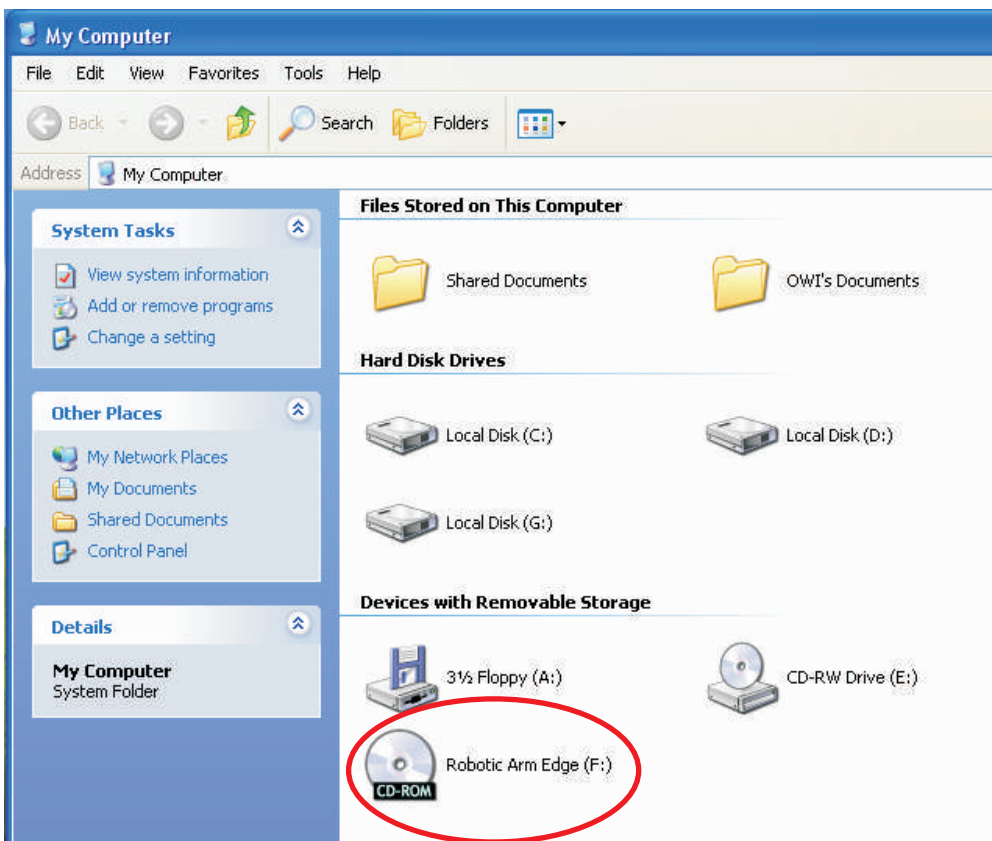 My Computer
File Edit View Favorites Tools Help
Back Search Folders
Address My Computer
System Tasks
View system information
Add or remove programs
Change a setting
Other Places
My Network Places
My Documents
Shared Documents
Control Panel
Details
My Computer
System Folder
Files Stored on This Computer
Shared Documents OWI's Documents
Hard Disk Drives
Local Disk (C:) Local Disk (D:)
Local Disk (G:)
Devices with Removable Storage
3½ Floppy (A:) CD-RW Drive (E:)
CD-ROM Robotic Arm Edge (F:)